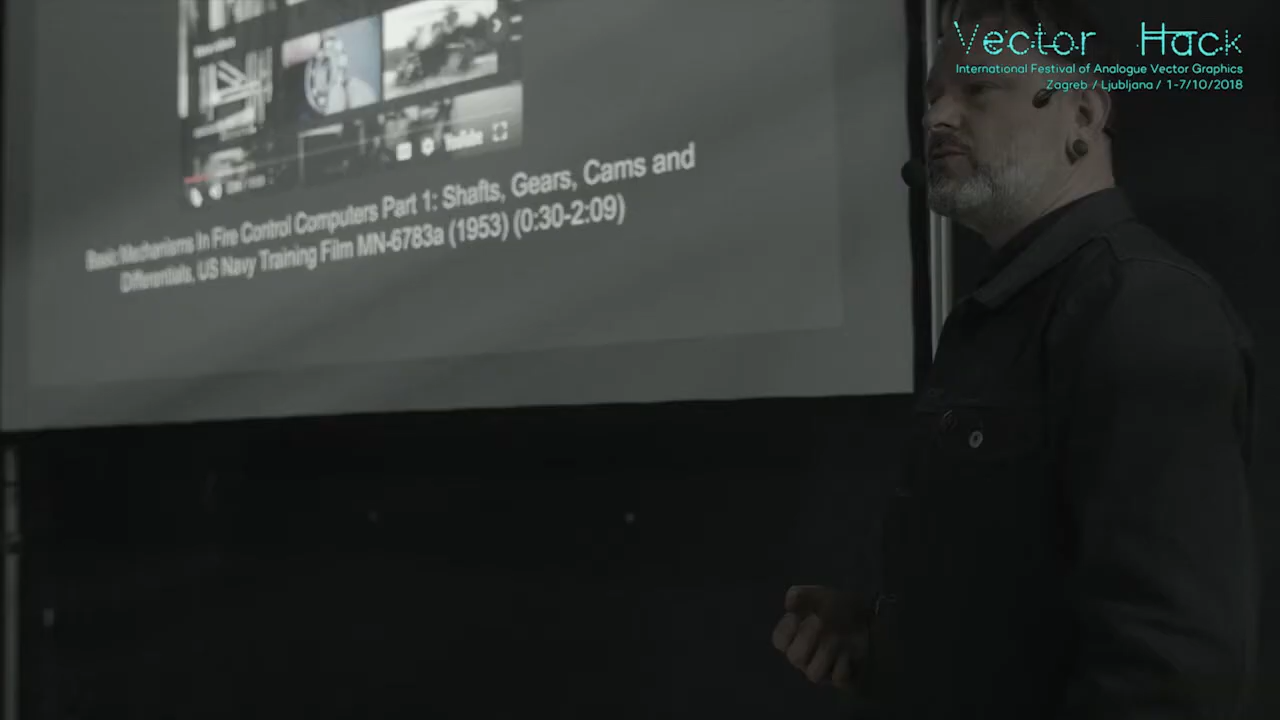 Vector Hack
International Festival of Analogue Vector Graphics
Zagreb / Ljubljana / 1-7/10/2018
YouTube
Basic Mechanisms In Fire Control Computers Part 1: Shafts, Gears, Cams and
Differentials, US Navy Training Film MN-6783a (1953) (0:30-2:09)